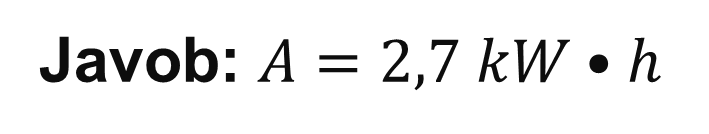 Javob: A = 2,7 kW • h